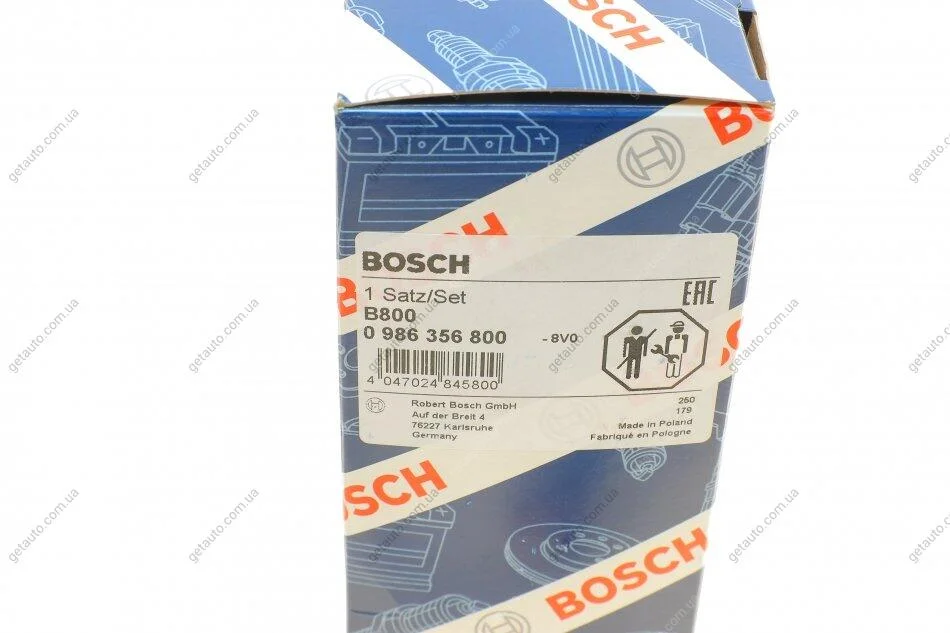 BOSCH
BOSCH
BOSCH
1 Satz/Set
B800
0 986 356 800 -8V0
EAC
4 047024 845800
Robert Bosch GmbH
Auf der Breit 4
76227 Karlsruhe
Germany
250
179
Made in Poland
Fabriqué en Pologne
BOSCH
BOSCH
getauto.com.ua